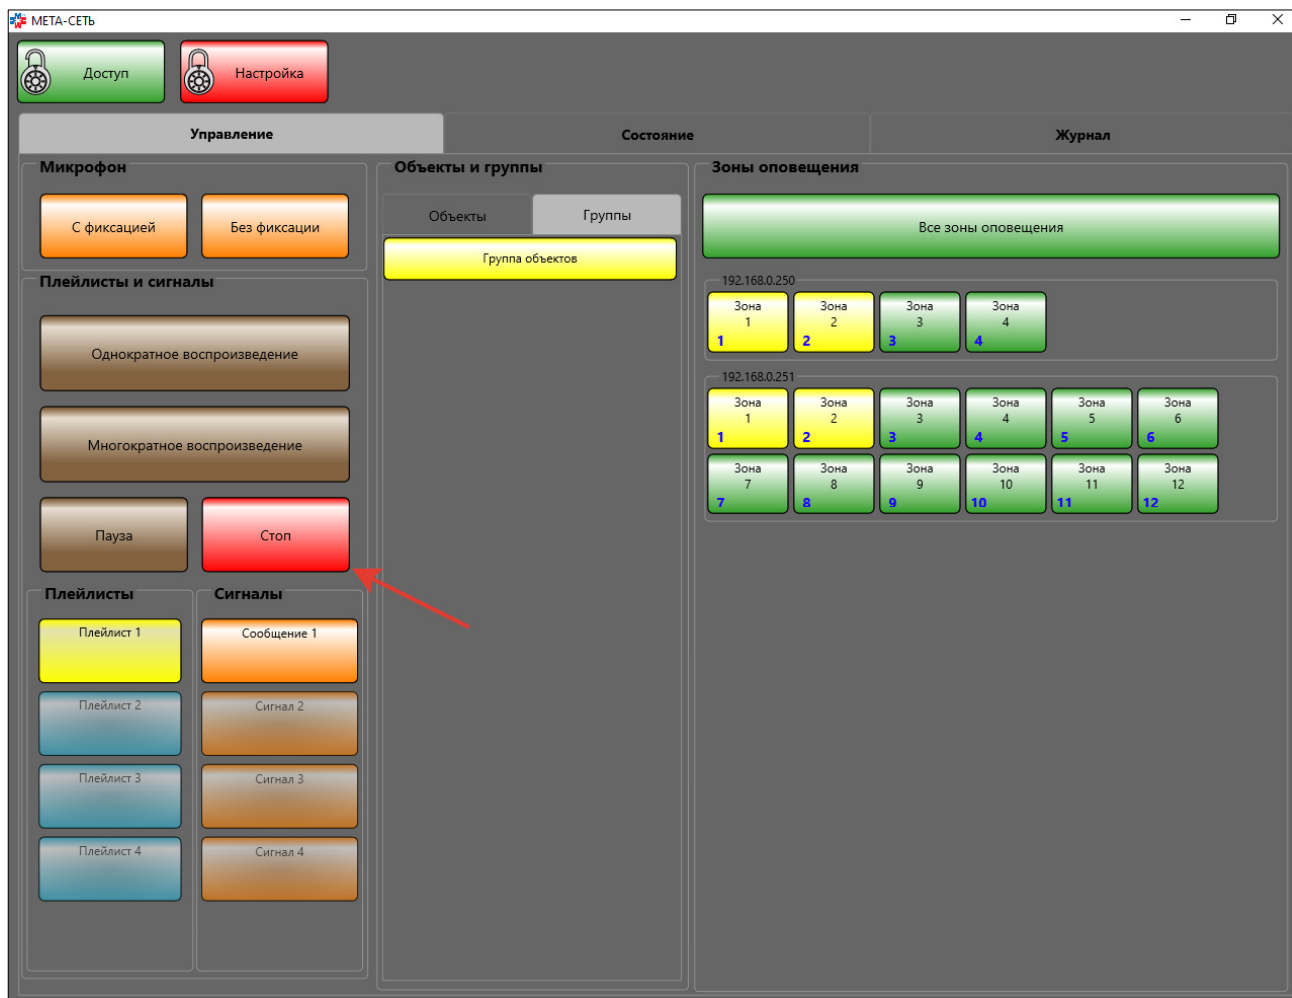 МЕТА-СЕТЬ
Доступ
Настройка
Управление
Состояние
Журнал
Микрофон
С фиксацией
Без фиксации
Плейлисты и сигналы
Однократное воспроизведение
Многократное воспроизведение
Пауза
Стоп
Плейлисты
Плейлист 1
Плейлист 2
Плейлист 3
Плейлист 4
Сигналы
Сообщение 1
Сигнал 2
Сигнал 3
Сигнал 4
Объекты и группы
Объекты
Группы
Группа объектов
Зоны оповещения
Все зоны оповещения
192.168.0.250
Зона
1
1
Зона
2
2
Зона
3
3
Зона
4
4
192.168.0.251
Зона
1
1
Зона
2
2
Зона
3
3
Зона
4
4
Зона
5
5
Зона
6
6
Зона
7
7
Зона
8
8
Зона
9
9
Зона
10
10
Зона
11
11
Зона
12
12